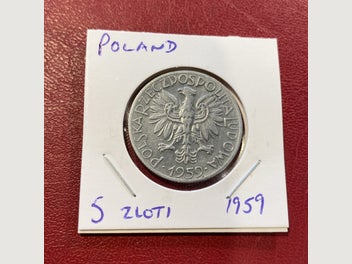 POLAND
POLSKA RZECZPOSPOLITA LUDOWA
·1959·
5 ZLOTI 1959